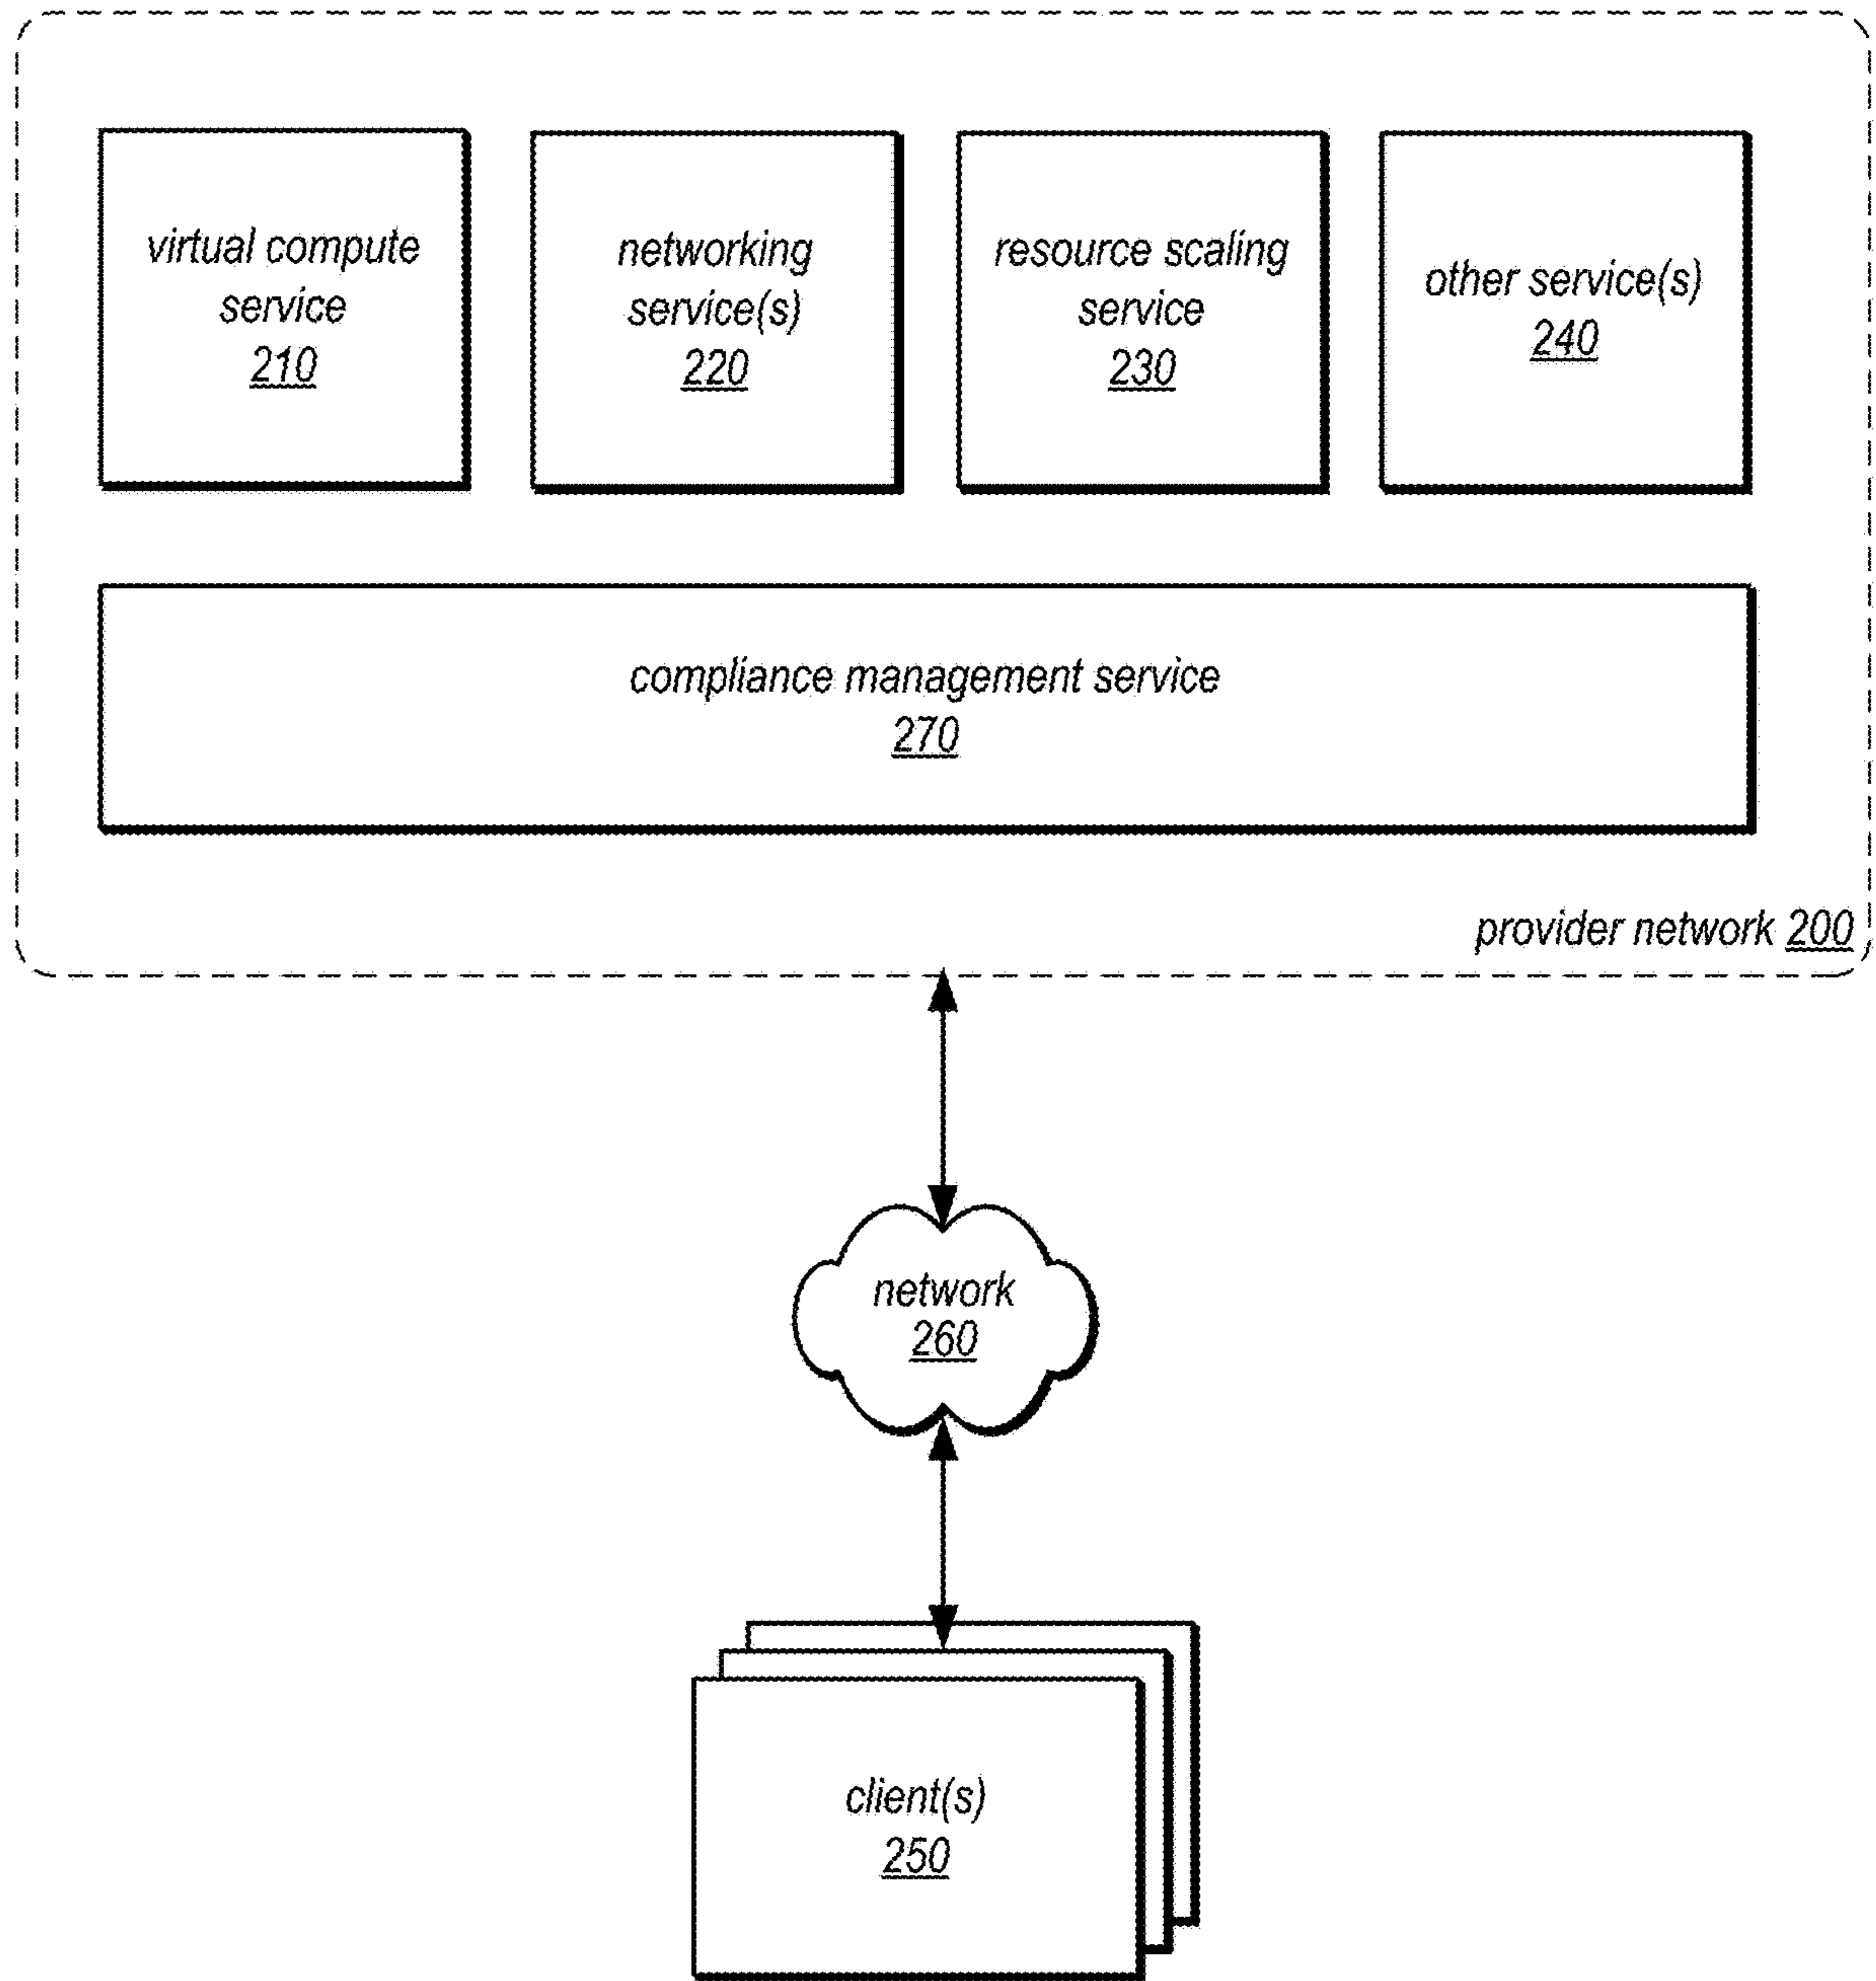 virtual compute
service
210
networking
service(s)
220
resource scaling
service
230
other service(s)
240
compliance management service
270
provider network 200
network
260
client(s)
250